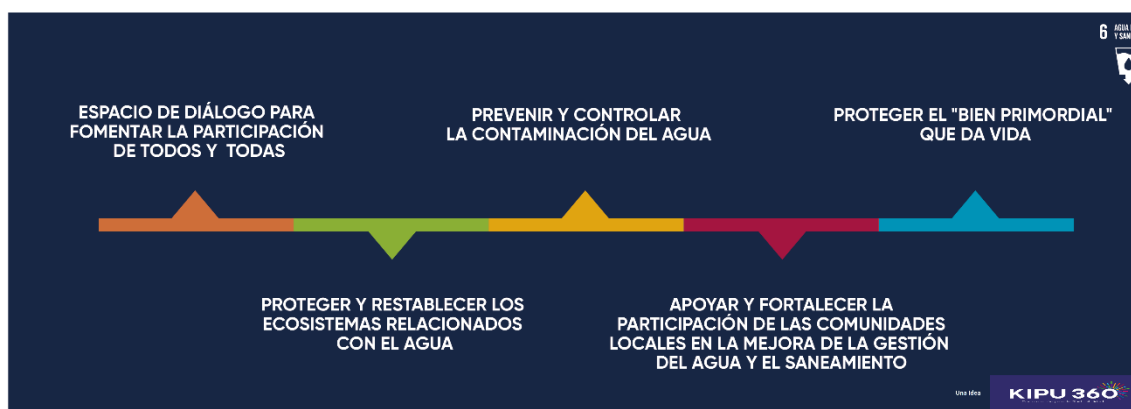 6 AGUA
Y SAN
ESPACIO DE DIÁLOGO PARA
FOMENTAR LA PARTICIPACIÓN
DE TODOS Y TODAS
PREVENIR Y CONTROLAR
LA CONTAMINACIÓN DEL AGUA
PROTEGER EL "BIEN PRIMORDIAL"
QUE DA VIDA
PROTEGER Y RESTABLECER LOS
ECOSISTEMAS RELACIONADOS
CON EL AGUA
APOYAR Y FORTALECER LA
PARTICIPACIÓN DE LAS COMUNIDADES
LOCALES EN LA MEJORA DE LA GESTIÓN
DEL AGUA Y EL SANEAMIENTO
Una Idea
KIPU 360